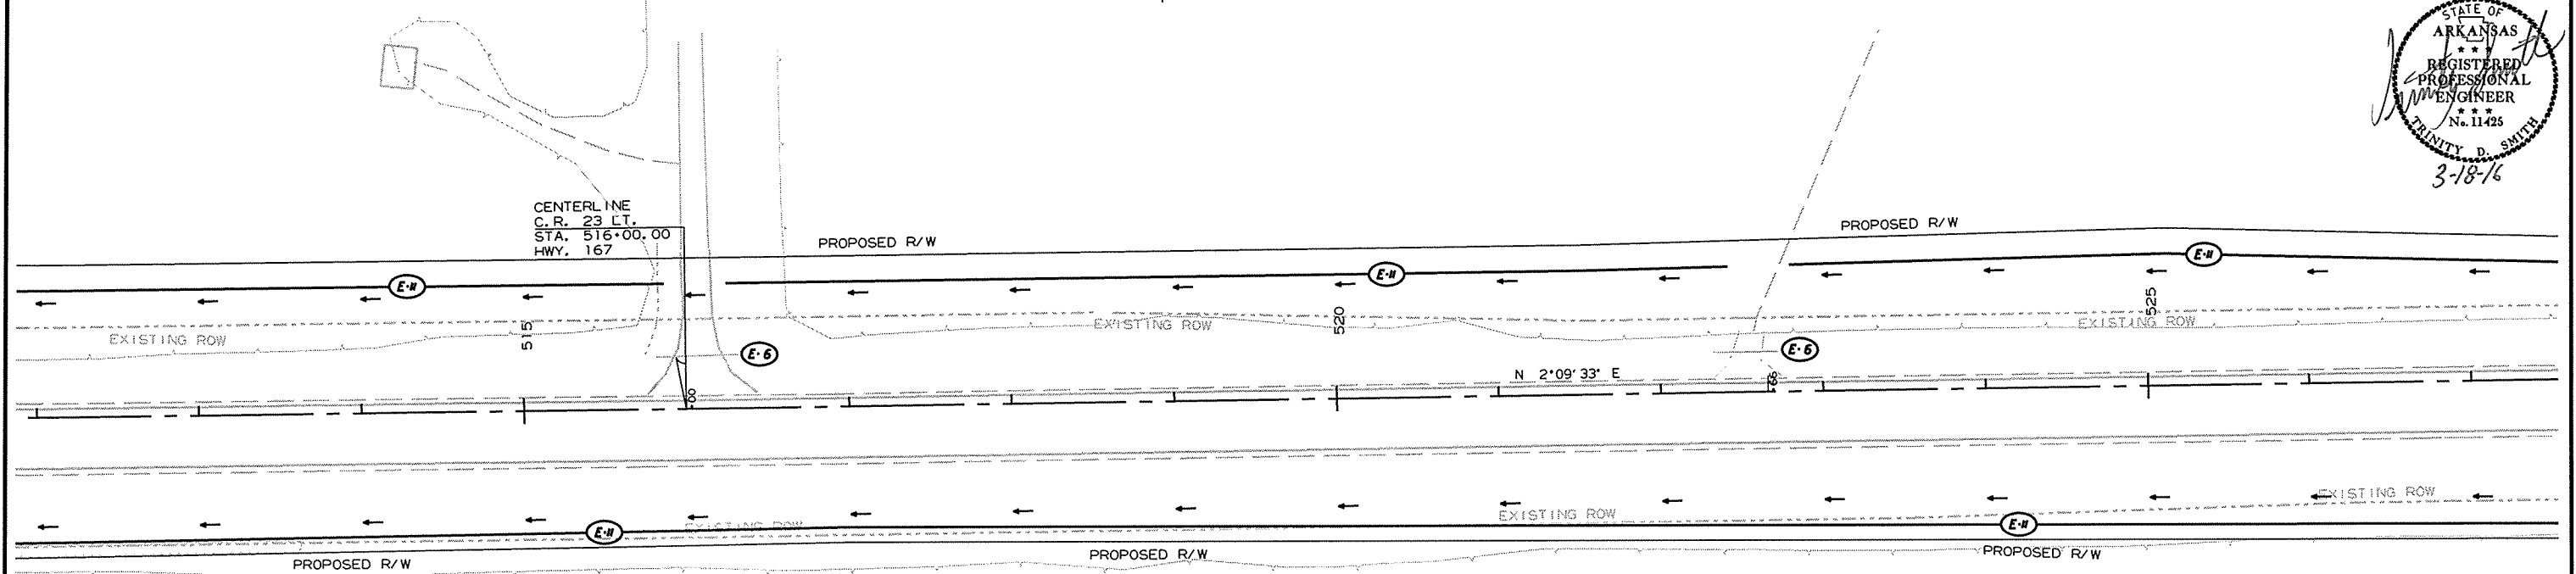 STATE OF
ARKANSAS
★ ★ ★
REGISTERED
PROFESSIONAL
ENGINEER
★ ★ ★
No. 11425
TRINITY D. SMITH
3-18-16
CENTERLINE
C.R. 23 LT.
STA. 516+00.00
HWY. 167
PROPOSED R/W
PROPOSED R/W
E-11
E-11
E-11
EXISTING ROW
515
EXISTING ROW
520
EXISTING ROW
525
E-6
E-6
N 2°09'33" E
.00
.66
EXISTING ROW
EXISTING ROW
EXISTING ROW
E-11
E-11
PROPOSED R/W
PROPOSED R/W
PROPOSED R/W